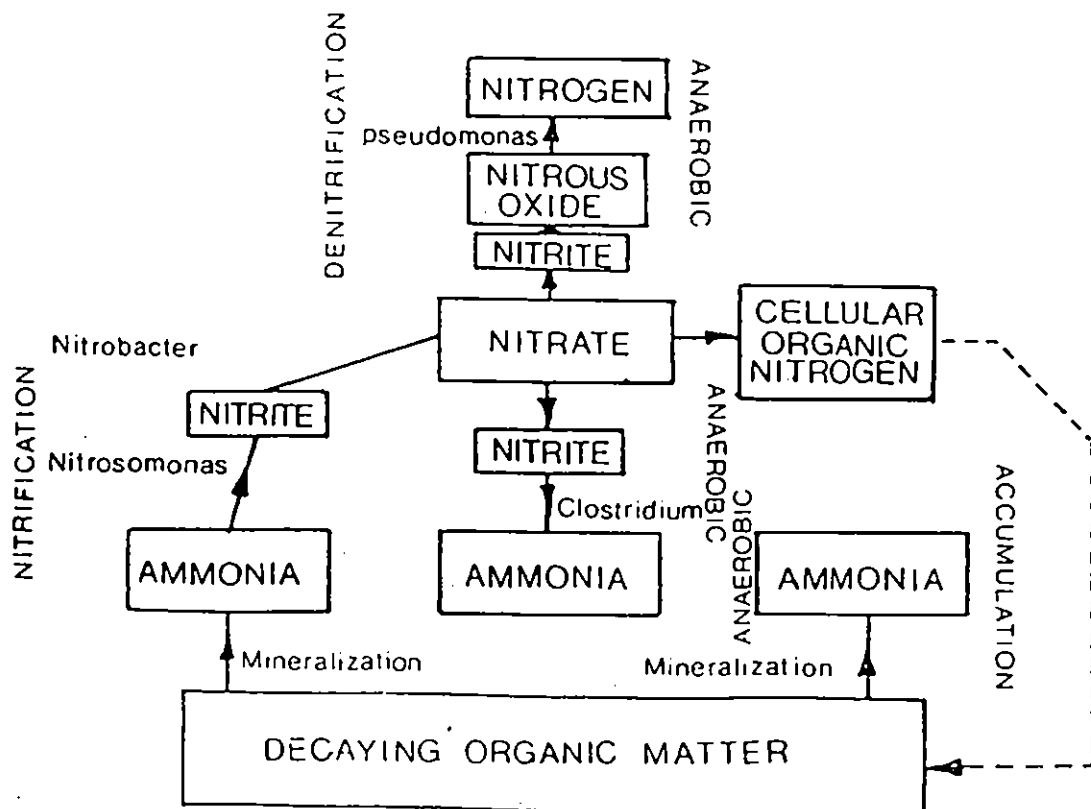 DENITRIFICATION
NITROGEN
ANAEROBIC
pseudomonas
NITROUS
OXIDE
NITRITE
Nitrobacter
NITRATE
CELLULAR
ORGANIC
NITROGEN
NITRIFICATION
NITRITE
Nitrosomonas
NITRITE
ANAEROBIC
Clostridium
ANAEROBIC
ACCUMULATION
AMMONIA
AMMONIA
AMMONIA
Mineralization
Mineralization
DECAYING ORGANIC MATTER